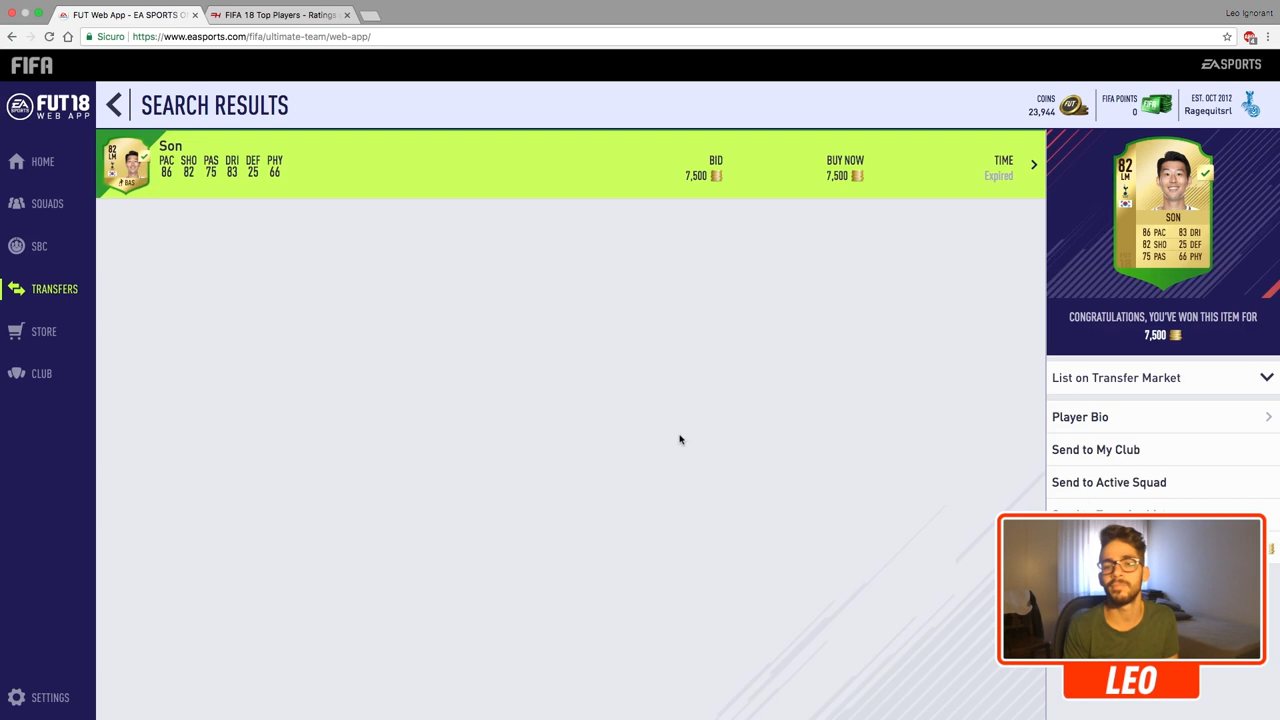 Leo Ignorant
FUT Web App - EA SPORTS O
FIFA 18 Top Players - Ratings
Sicuro
https://www.easports.com/fifa/ultimate-team/web-app/
FIFA
EA SPORTS
EA SPORTS FUT18 WEB APP
SEARCH RESULTS
COINS
23,944
FUT
FIFA POINTS
0
FIFA
EST. OCT 2012
Ragequitsrl
HOME
SQUADS
SBC
TRANSFERS
STORE
CLUB
SETTINGS
82
LM
BAS
Son
PAC SHO PAS DRI DEF PHY
86 82 75 83 25 66
BID
7,500
BUY NOW
7,500
TIME
Expired
82
LM
SON
86 PAC 83 DRI
82 SHO 25 DEF
75 PAS 66 PHY
CONGRATULATIONS, YOU'VE WON THIS ITEM FOR
7,500
List on Transfer Market
Player Bio
Send to My Club
Send to Active Squad
LEO